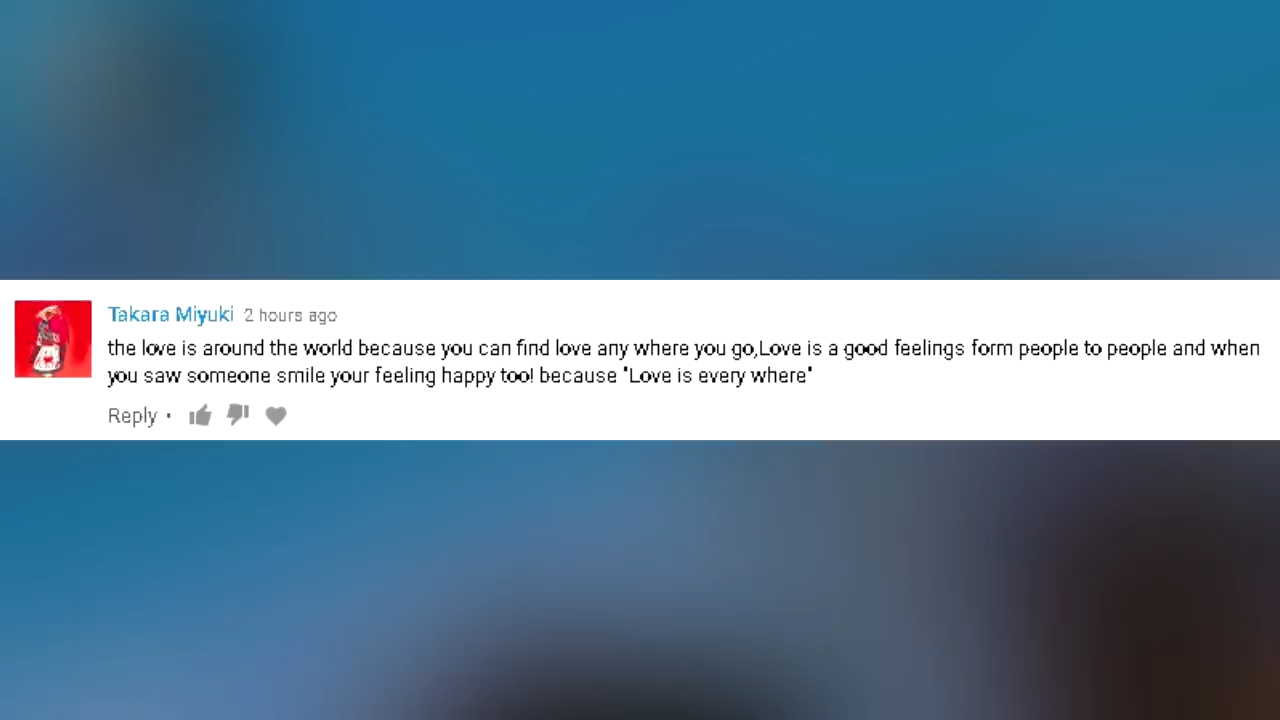 Takara Miyuki 2 hours ago
the love is around the world because you can find love any where you go,Love is a good feelings form people to people and when
you saw someone smile your feeling happy too! because "Love is every where"
Reply •